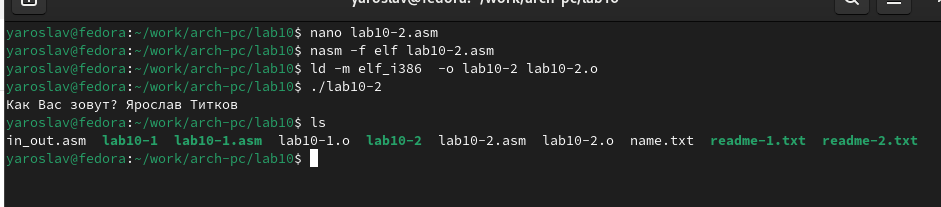 yaroslav@fedora:~/work/arch-pc/lab10
yaroslav@fedora:~/work/arch-pc/lab10$ nano lab10-2.asm
yaroslav@fedora:~/work/arch-pc/lab10$ nasm -f elf lab10-2.asm
yaroslav@fedora:~/work/arch-pc/lab10$ ld -m elf_i386  -o lab10-2 lab10-2.o
yaroslav@fedora:~/work/arch-pc/lab10$ ./lab10-2
Как Вас зовут? Ярослав Титков
yaroslav@fedora:~/work/arch-pc/lab10$ ls
in_out.asm  lab10-1  lab10-1.asm  lab10-1.o  lab10-2  lab10-2.asm  lab10-2.o  name.txt  readme-1.txt  readme-2.txt
yaroslav@fedora:~/work/arch-pc/lab10$